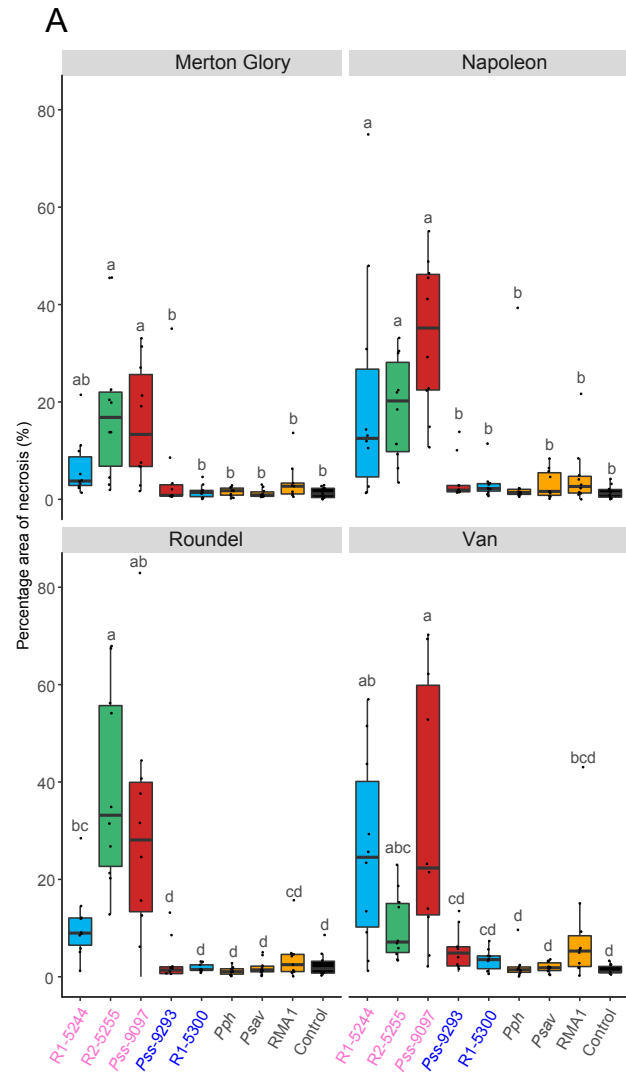 A
Merton Glory Napoleon
80
60
40
20
0
a
a
a
a
a
ab
b
b
b
b
b
b
b
b
b
b
b
b
Percentage area of necrosis (%)
Roundel Van
80
60
40
20
0
ab
a
bc
d
d
d
d
cd
d
a
ab
abc
cd
cd
d
d
bcd
d
R1-5244 R2-5255 Pss-9097 Pss-9293 R1-5300 Pph Psav RMA1 Control R1-5244 R2-5255 Pss-9097 Pss-9293 R1-5300 Pph Psav RMA1 Control